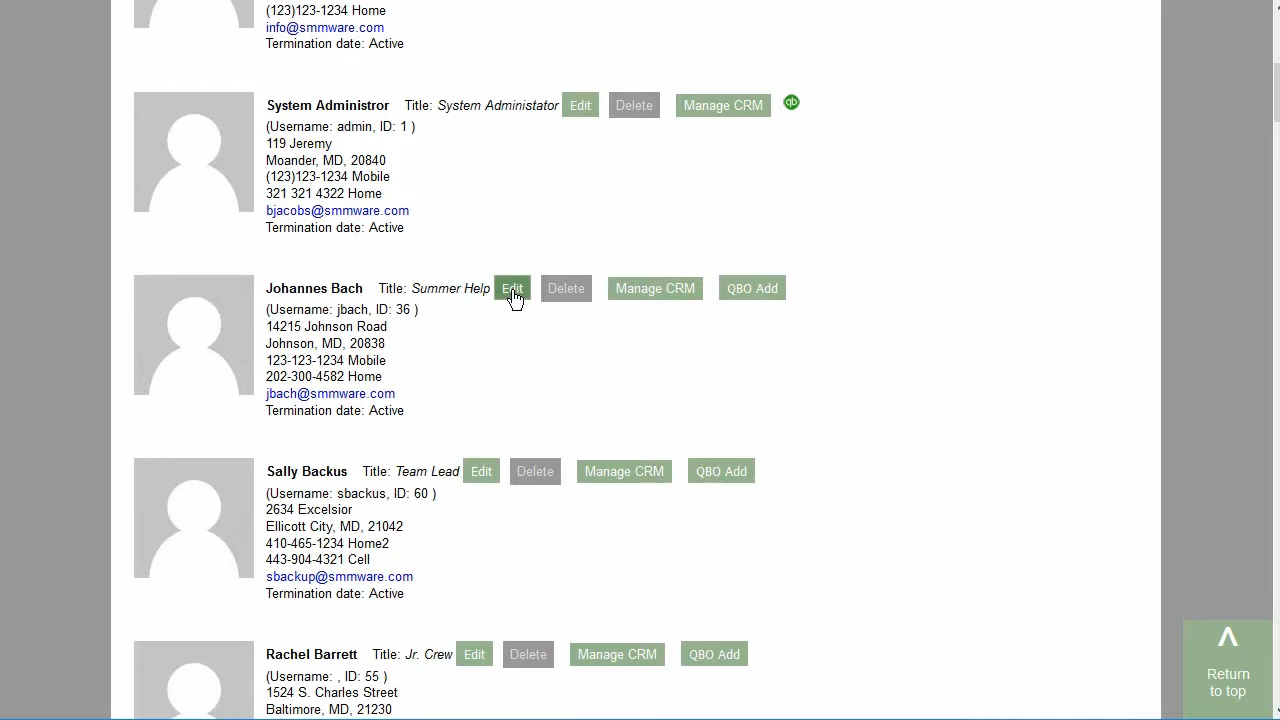 (123)123-1234 Home
info@smmware.com
Termination date: Active
System Administror Title: System Administator Edit Delete Manage CRM qb
(Username: admin, ID: 1 )
119 Jeremy
Moander, MD, 20840
(123)123-1234 Mobile
321 321 4322 Home
bjacobs@smmware.com
Termination date: Active
Johannes Bach Title: Summer Help Edit Delete Manage CRM QBO Add
(Username: jbach, ID: 36 )
14215 Johnson Road
Johnson, MD, 20838
123-123-1234 Mobile
202-300-4582 Home
jbach@smmware.com
Termination date: Active
Sally Backus Title: Team Lead Edit Delete Manage CRM QBO Add
(Username: sbackus, ID: 60 )
2634 Excelsior
Ellicott City, MD, 21042
410-465-1234 Home2
443-904-4321 Cell
sbackup@smmware.com
Termination date: Active
Rachel Barrett Title: Jr. Crew Edit Delete Manage CRM QBO Add
(Username: , ID: 55 )
1524 S. Charles Street
Baltimore, MD, 21230
Return
to top